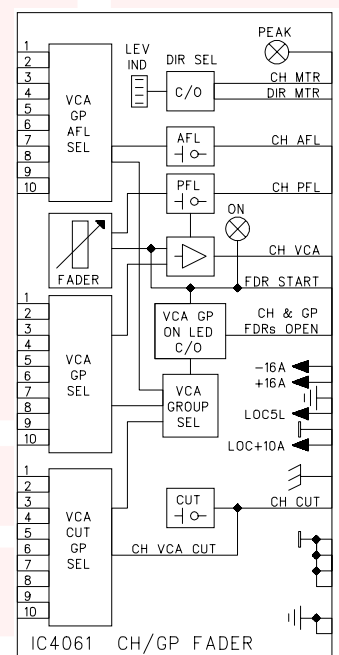 PEAK
LEV
IND
DIR SEL
C/O
CH MTR
DIR MTR
1
2
3
4
5
6
7
8
9
10
VCA
GP
AFL
SEL
AFL
CH AFL
PFL
CH PFL
ON
FADER
CH VCA
FDR START
1
2
3
4
5
6
7
8
9
10
VCA
GP
SEL
VCA GP
ON LED
C/O
CH & GP
FDRs OPEN
VCA
GROUP
SEL
-16A
+16A
LOC5L
LOC+10A
1
2
3
4
5
6
7
8
9
10
VCA
CUT
GP
SEL
CUT
CH CUT
CH VCA CUT
IC4061 CH/GP FADER